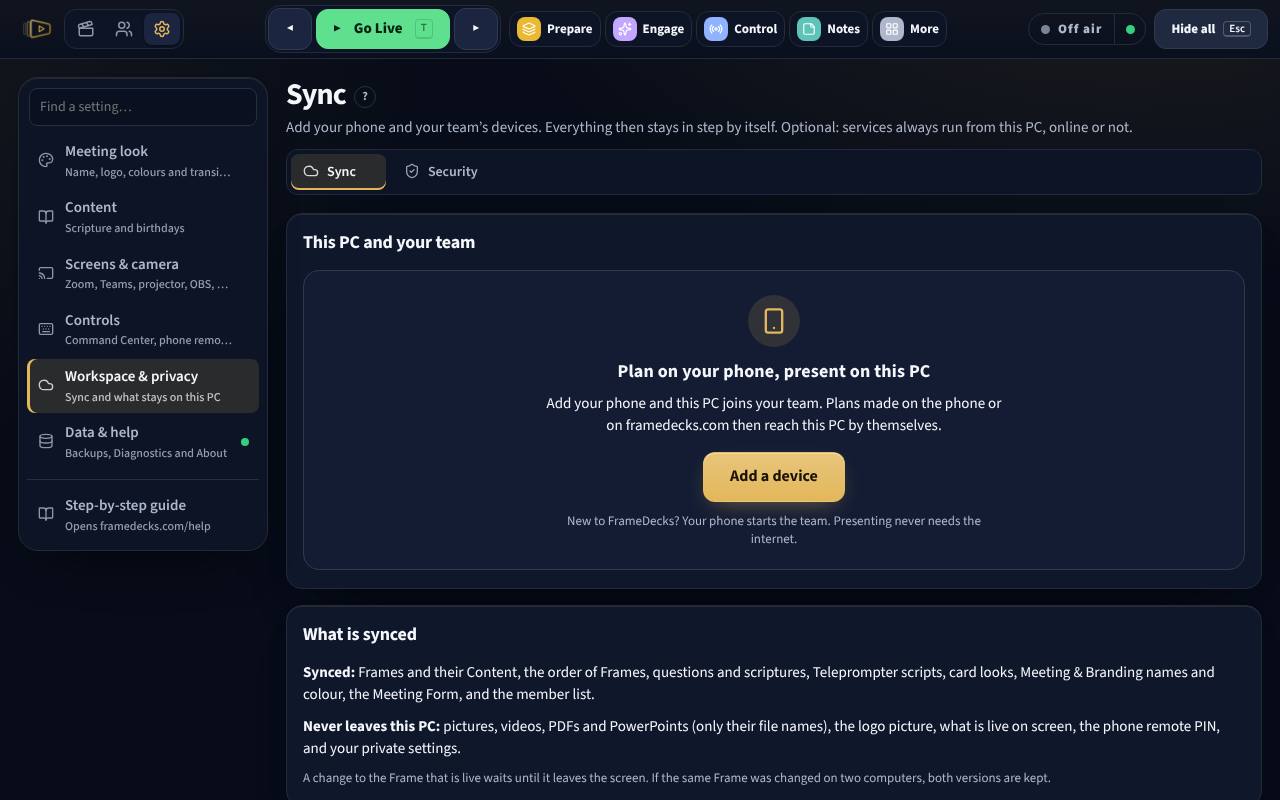 Go Live T
Prepare
Engage
Control
Notes
More
Off air
Hide all Esc
Find a setting…
Meeting look
Name, logo, colours and transi…
Content
Scripture and birthdays
Screens & camera
Zoom, Teams, projector, OBS, …
Controls
Command Center, phone remo…
Workspace & privacy
Sync and what stays on this PC
Data & help
Backups, Diagnostics and About
Step-by-step guide
Opens framedecks.com/help
Sync ?
Add your phone and your team’s devices. Everything then stays in step by itself. Optional: services always run from this PC, online or not.
Sync
Security
This PC and your team
Plan on your phone, present on this PC
Add your phone and this PC joins your team. Plans made on the phone or
on framedecks.com then reach this PC by themselves.
Add a device
New to FrameDecks? Your phone starts the team. Presenting never needs the
internet.
What is synced
Synced: Frames and their Content, the order of Frames, questions and scriptures, Teleprompter scripts, card looks, Meeting & Branding names and
colour, the Meeting Form, and the member list.
Never leaves this PC: pictures, videos, PDFs and PowerPoints (only their file names), the logo picture, what is live on screen, the phone remote PIN,
and your private settings.
A change to the Frame that is live waits until it leaves the screen. If the same Frame was changed on two computers, both versions are kept.